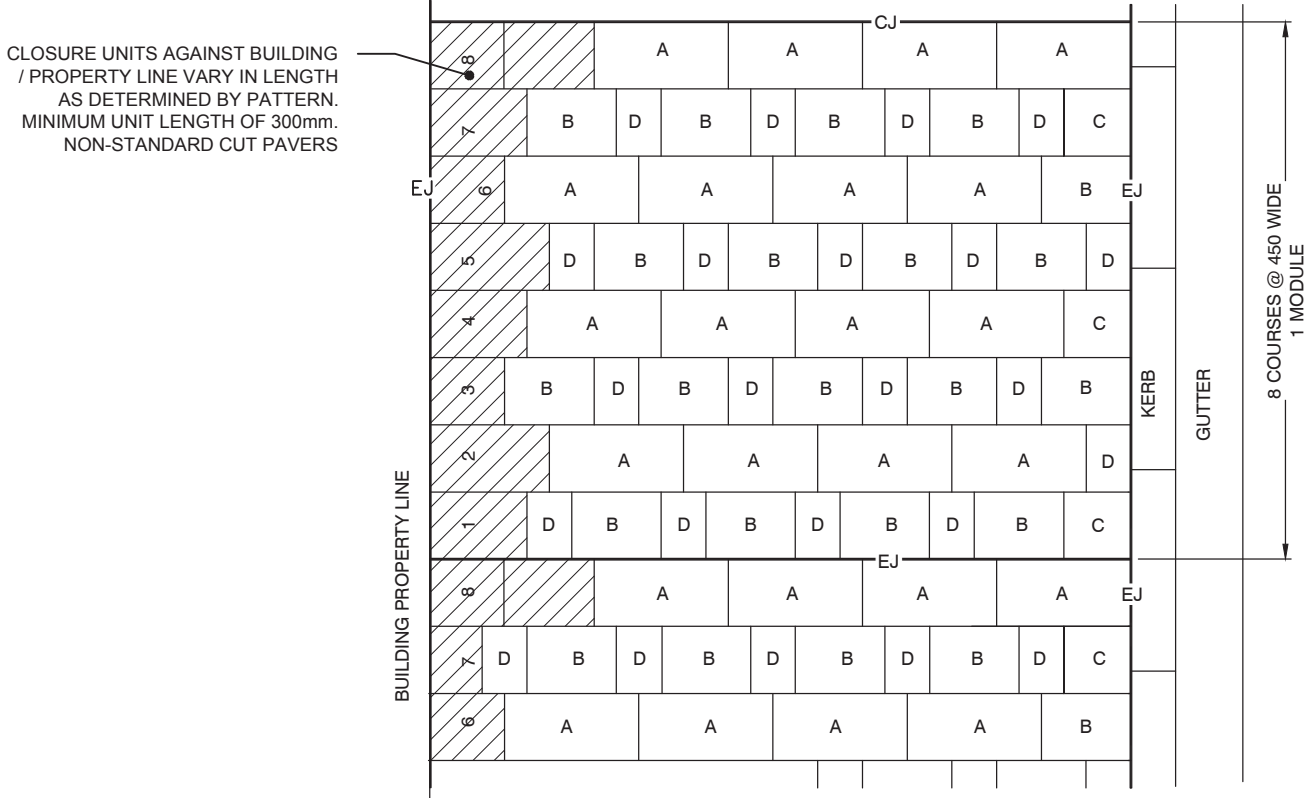 CLOSURE UNITS AGAINST BUILDING
/ PROPERTY LINE VARY IN LENGTH
AS DETERMINED BY PATTERN.
MINIMUM UNIT LENGTH OF 300mm.
NON-STANDARD CUT PAVERS
CJ
8 A A A A
7 B D B D B D B D C
EJ 6 A A A A B EJ
5 D B D B D B D B D
4 A A A A C
3 B D B D B D B D B
2 A A A A D
1 D B D B D B D B C
EJ
8 A A A A EJ
7 D B D B D B D B D C
6 A A A A B
BUILDING PROPERTY LINE
KERB
GUTTER
8 COURSES @ 450 WIDE
1 MODULE